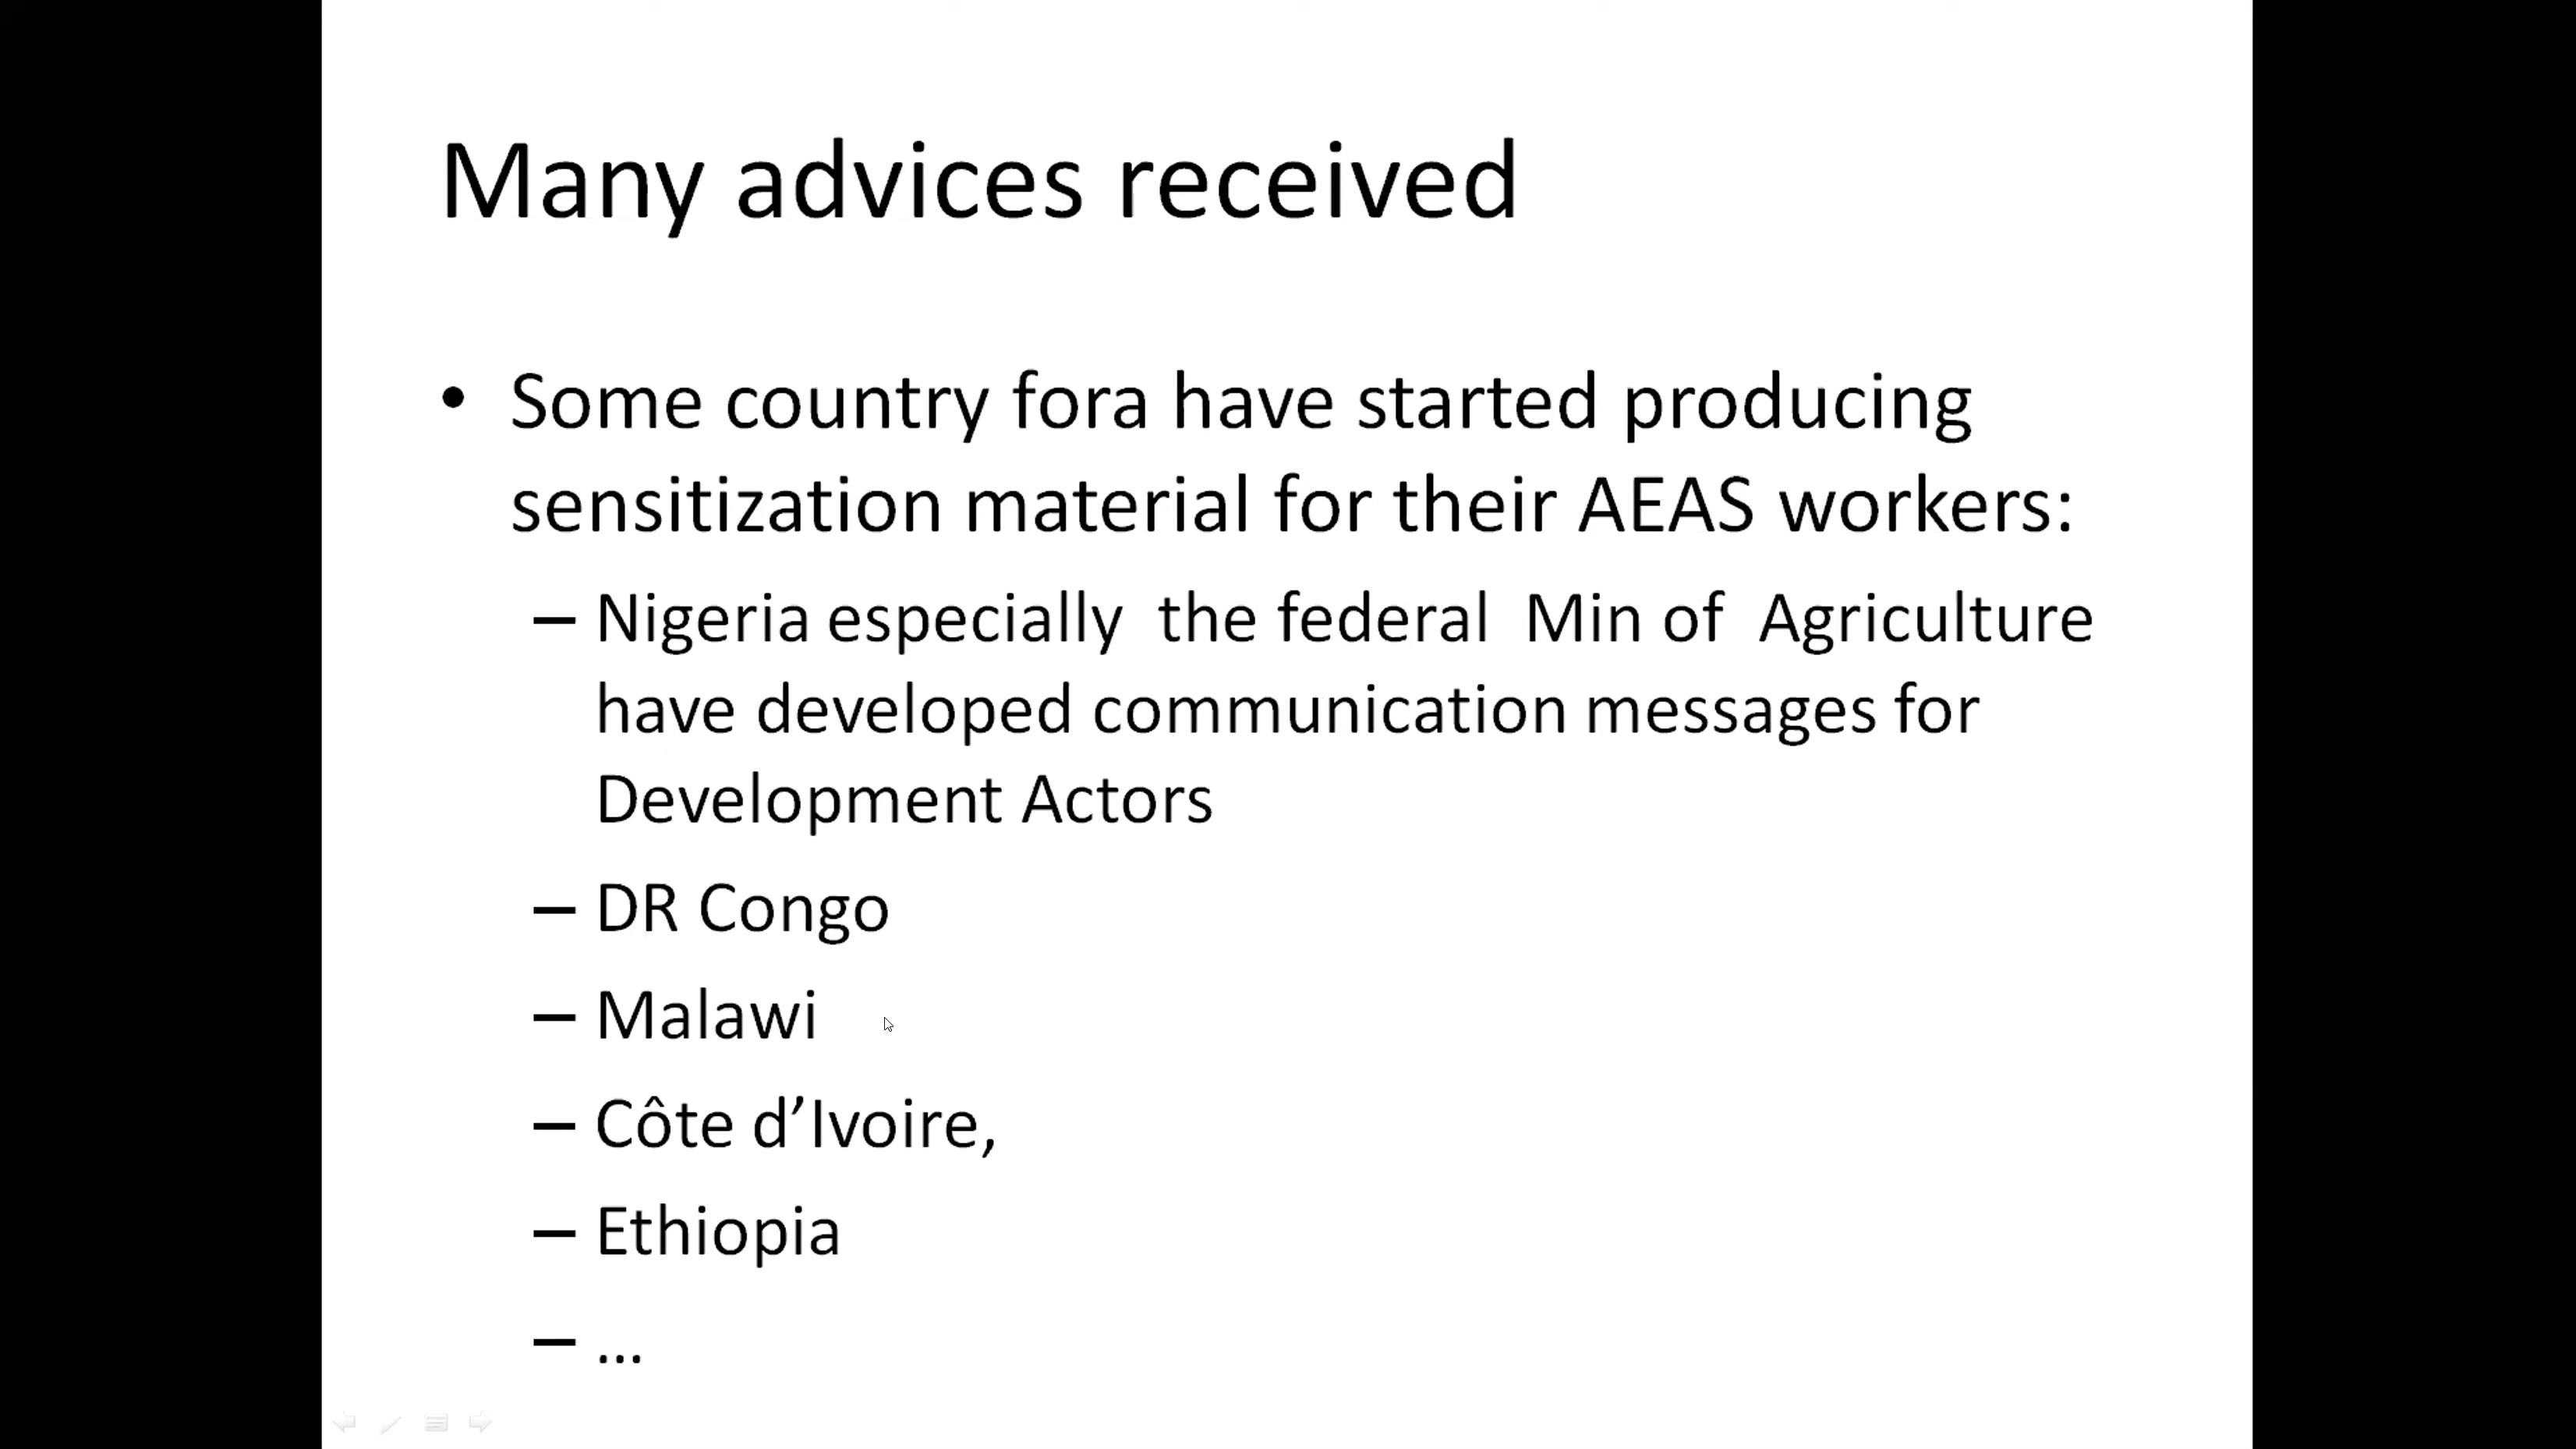 Many advices received
• Some country fora have started producing
sensitization material for their AEAS workers:
– Nigeria especially the federal Min of Agriculture
have developed communication messages for
Development Actors
– DR Congo
– Malawi
– Côte d’Ivoire,
– Ethiopia
– ...